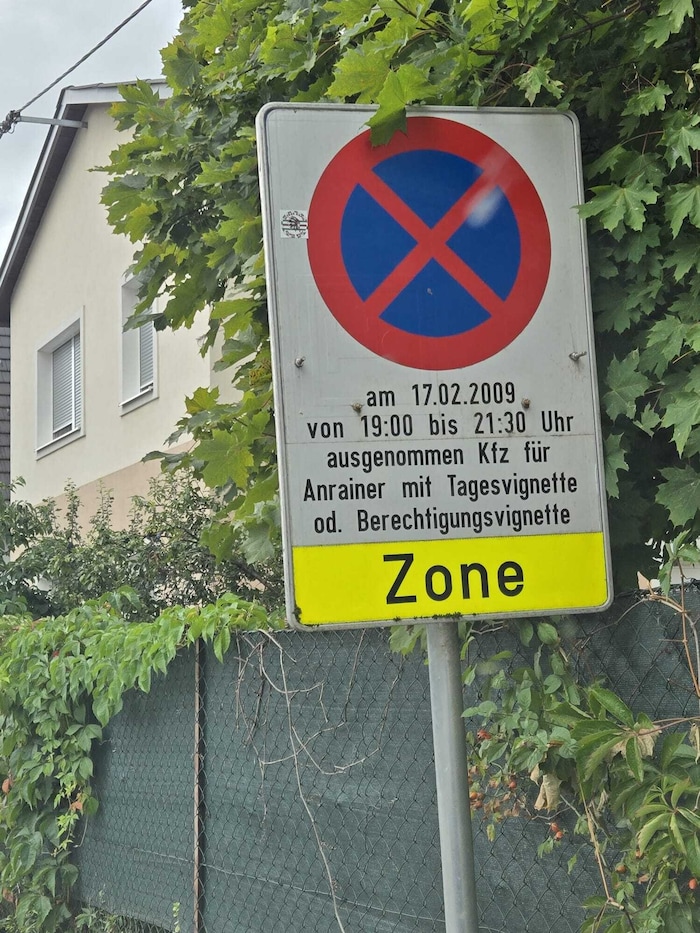 am 17.02.2009
von 19:00 bis 21:30 Uhr
ausgenommen Kfz für
Anrainer mit Tagesvignette
od. Berechtigungsvignette
Zone